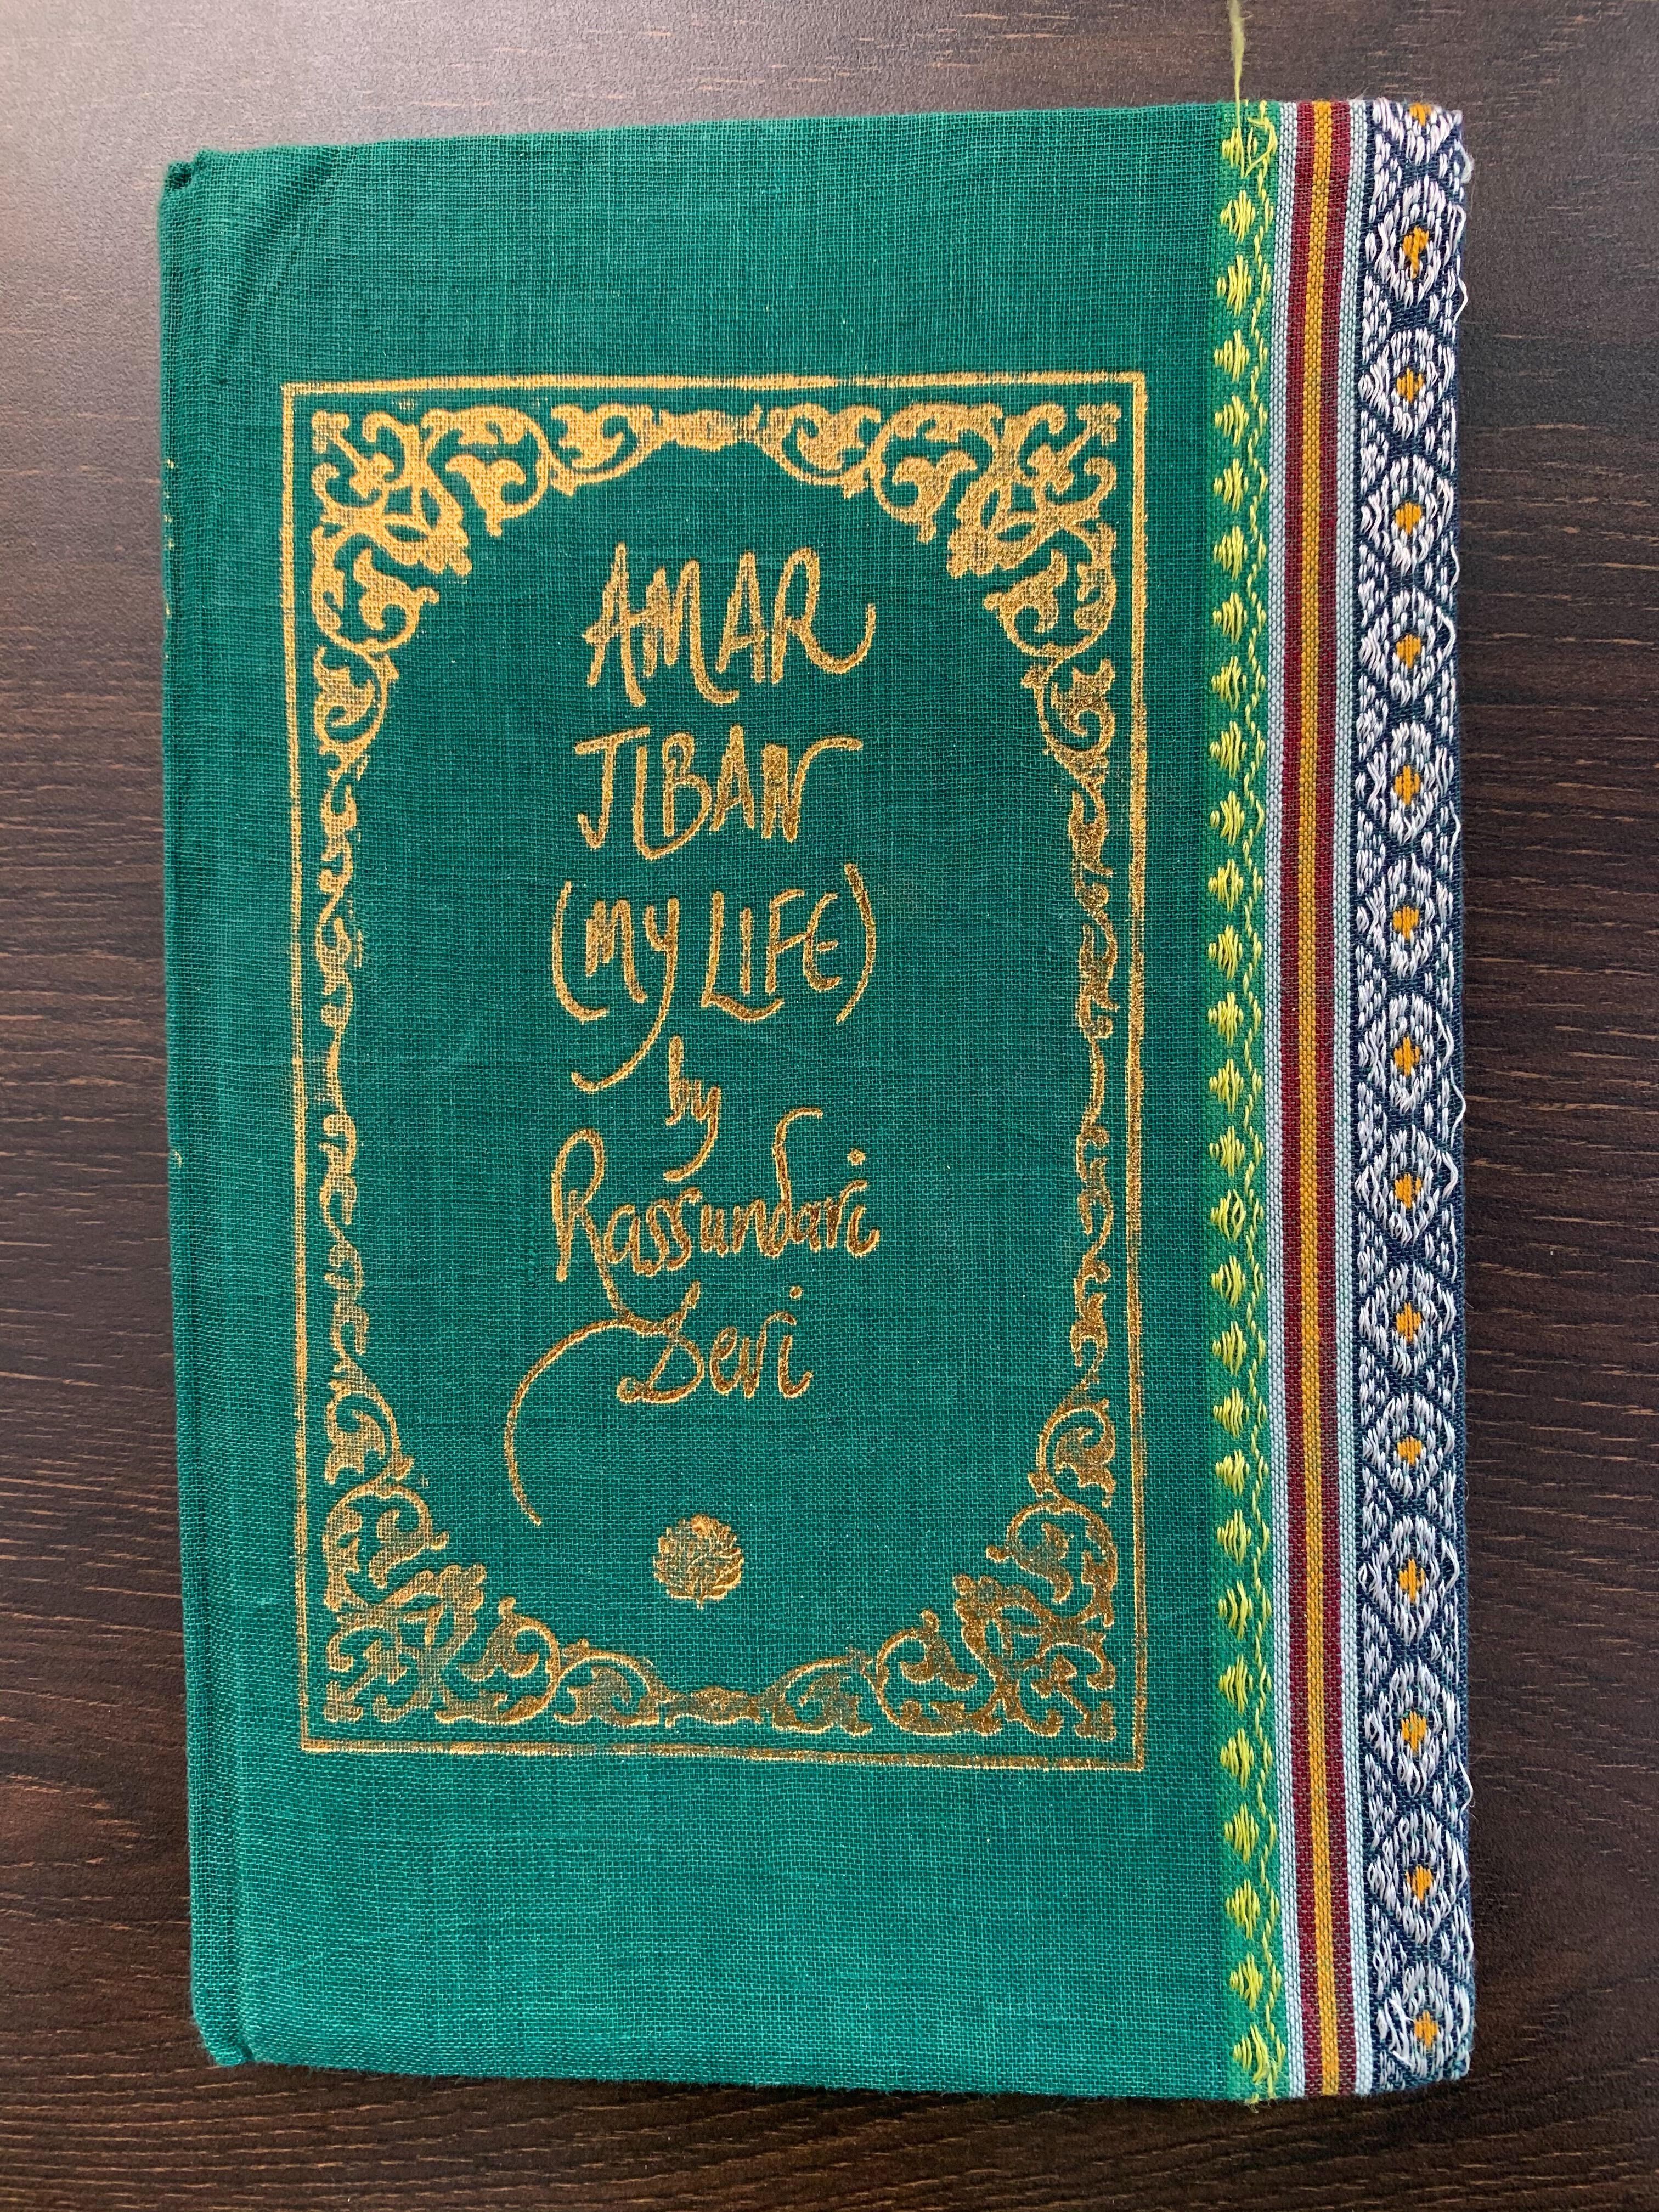 AMAR
JIBAN
(MY LIFE)
by
Rassundari
Devi